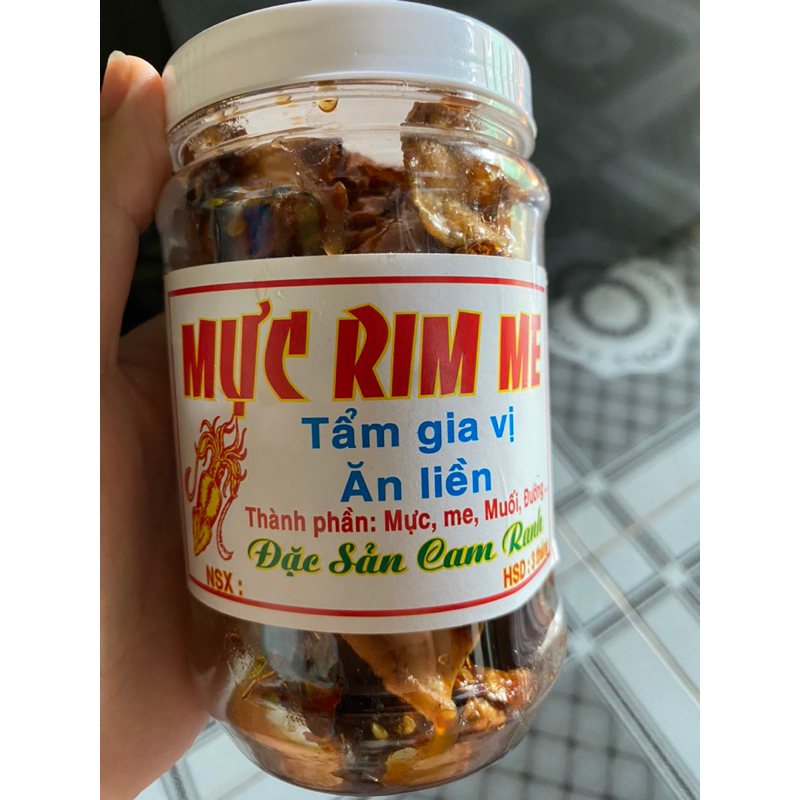 MỰC RIM ME
Tẩm gia vị
Ăn liền
Thành phần: Mực, me, Muối, Đường
Đặc Sản Cam Ranh
NSX :
HSD : 3